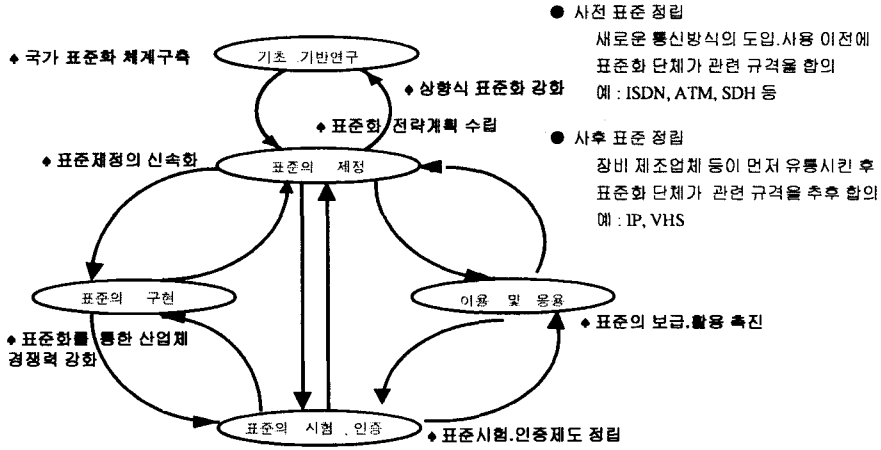 ♠ 국가 표준화 체계구축
기초 .기반연구
♠ 상향식 표준화 강화
♠ 표준화 전략계획 수립
♠ 표준제정의 신속화
표준의 제정
표준의 구현
이용 및 응용
♠ 표준화를 통한 산업체
경쟁력 강화
♠ 표준의 보급.활용 촉진
표준의 시험 . 인증
♠ 표준시험.인증제도 정립
● 사전 표준 정립
새로운 통신방식의 도입.사용 이전에
표준화 단체가 관련 규격을 합의
예 : ISDN, ATM, SDH 등
● 사후 표준 정립
장비 제조업체 등이 먼저 유통시킨 후
표준화 단체가 관련 규격을 추후 합의
예 : IP, VHS